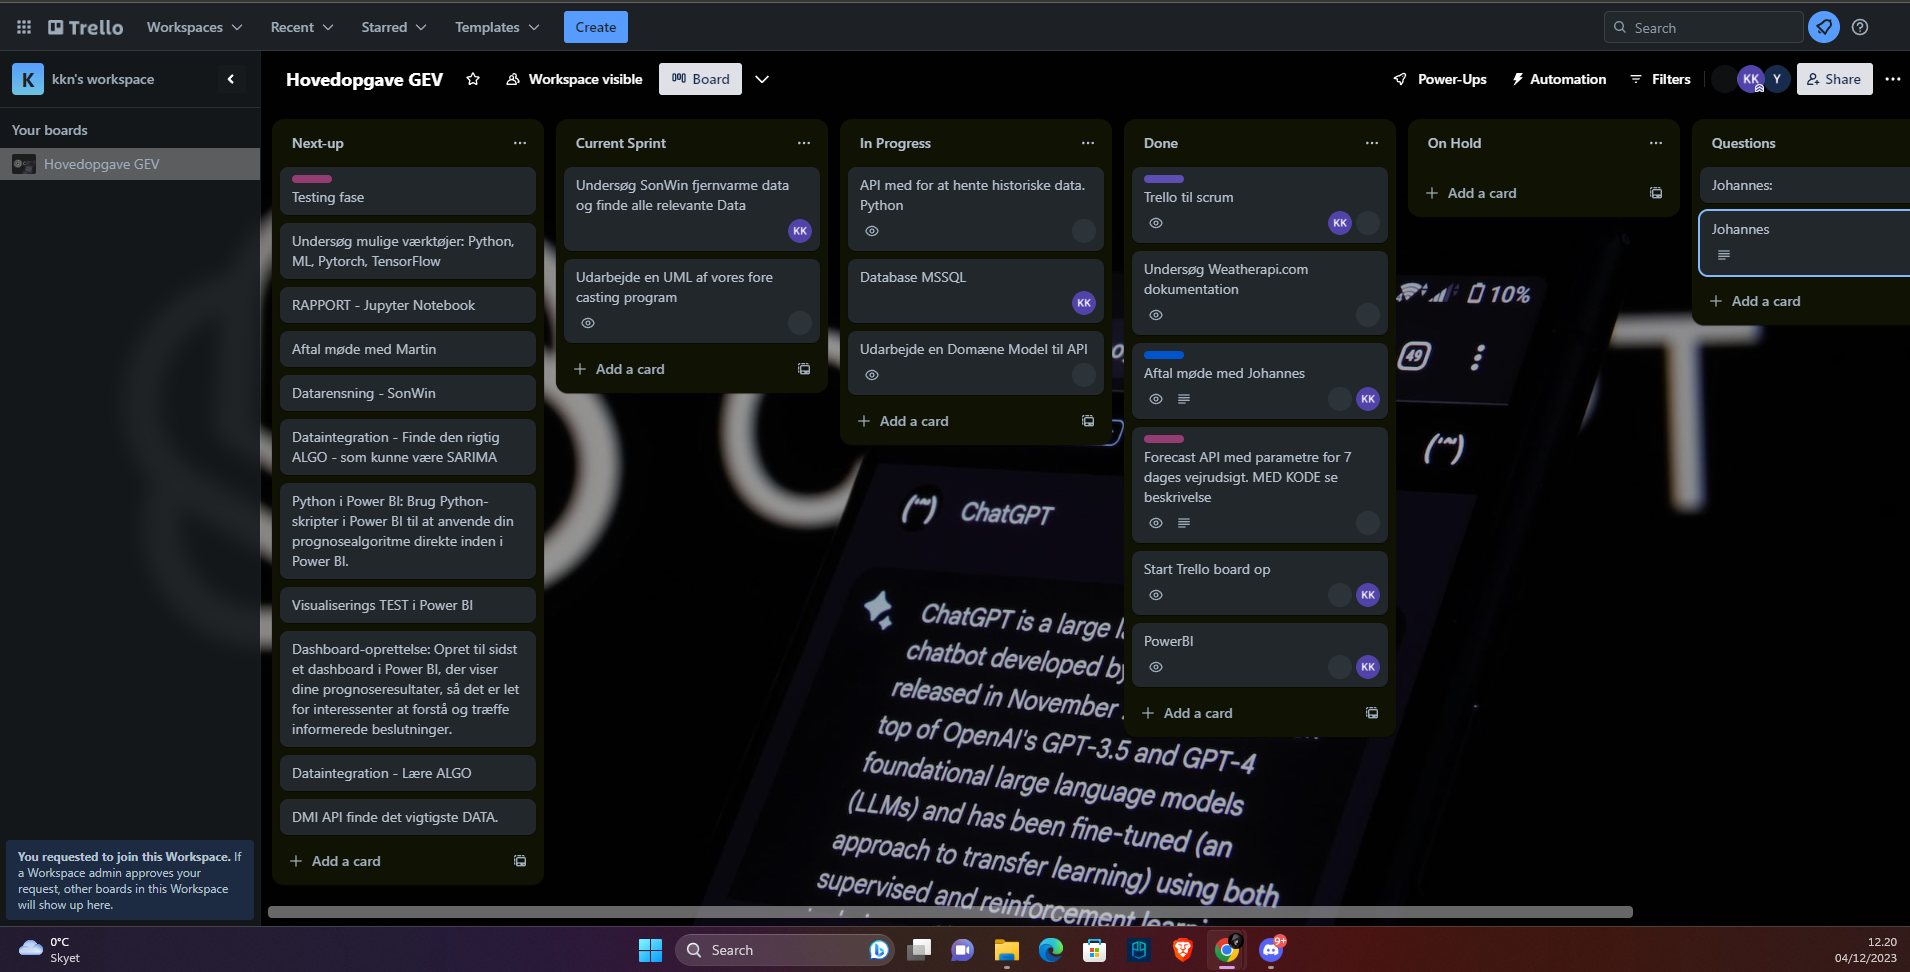 Trello
Workspaces
Recent
Starred
Templates
Create
Search
K
kkn's workspace
Hovedopgave GEV
Workspace visible
Board
Power-Ups
Automation
Filters
KK
Y
Share
Your boards
Hovedopgave GEV
Next-up
Testing fase
Undersøg mulige værktøjer: Python,
ML, Pytorch, TensorFlow
RAPPORT - Jupyter Notebook
Aftal møde med Martin
Datarensning - SonWin
Dataintegration - Finde den rigtig
ALGO - som kunne være SARIMA
Python i Power BI: Brug Python-
skripter i Power BI til at anvende din
prognosealgoritme direkte inden i
Power BI.
Visualiserings TEST i Power BI
Dashboard-oprettelse: Opret til sidst
et dashboard i Power BI, der viser
dine prognoseresultater, så det er let
for interessenter at forstå og træffe
informerede beslutninger.
Dataintegration - Lære ALGO
DMI API finde det vigtigste DATA.
Add a card
Current Sprint
Undersøg SonWin fjernvarme data
og finde alle relevante Data
KK
Udarbejde en UML af vores fore
casting program
Add a card
In Progress
API med for at hente historiske data.
Python
Database MSSQL
KK
Udarbejde en Domæne Model til API
Add a card
Done
Trello til scrum
KK
Undersøg Weatherapi.com
dokumentation
Aftal møde med Johannes
KK
Forecast API med parametre for 7
dages vejrudsigt. MED KODE se
beskrivelse
Start Trello board op
KK
PowerBI
KK
Add a card
On Hold
Add a card
Questions
Johannes:
Johannes
Add a card
10%
49
T
ChatGPT
ChatGPT is a large
chatbot developed by
released in November
top of OpenAI's GPT-3.5 and GPT-4
foundational large language models
(LLMs) and has been fine-tuned (an
approach to transfer learning) using both
supervised and reinforcement
You requested to join this Workspace. If
a Workspace admin approves your
request, other boards in this Workspace
will show up here.
0°C
Skyet
Search
9+
12.20
04/12/2023